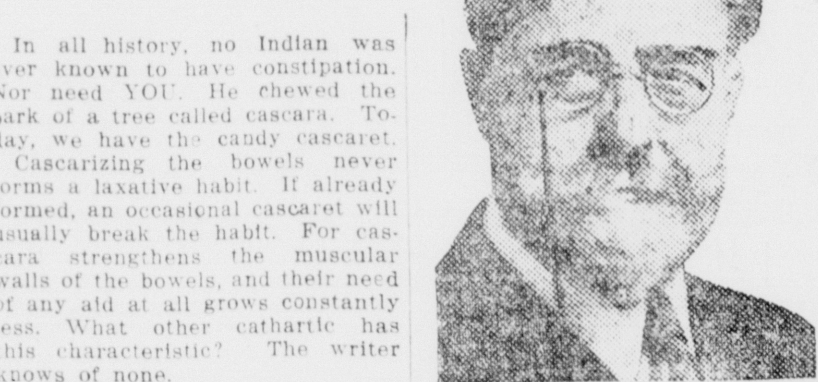 In all history, no Indian was
ver known to have constipation.
Nor need YOU. He chewed the
bark of a tree called cascara. To-
day, we have the candy cascaret.
Cascarizing the bowels never
forms a laxative habit. If already
formed, an occasional cascaret will
usually break the habit. For cas-
cara strengthens the muscular
walls of the bowels, and their need
of any aid at all grows constantly
less. What other cathartic has
this characteristic? The writer
knows of none.